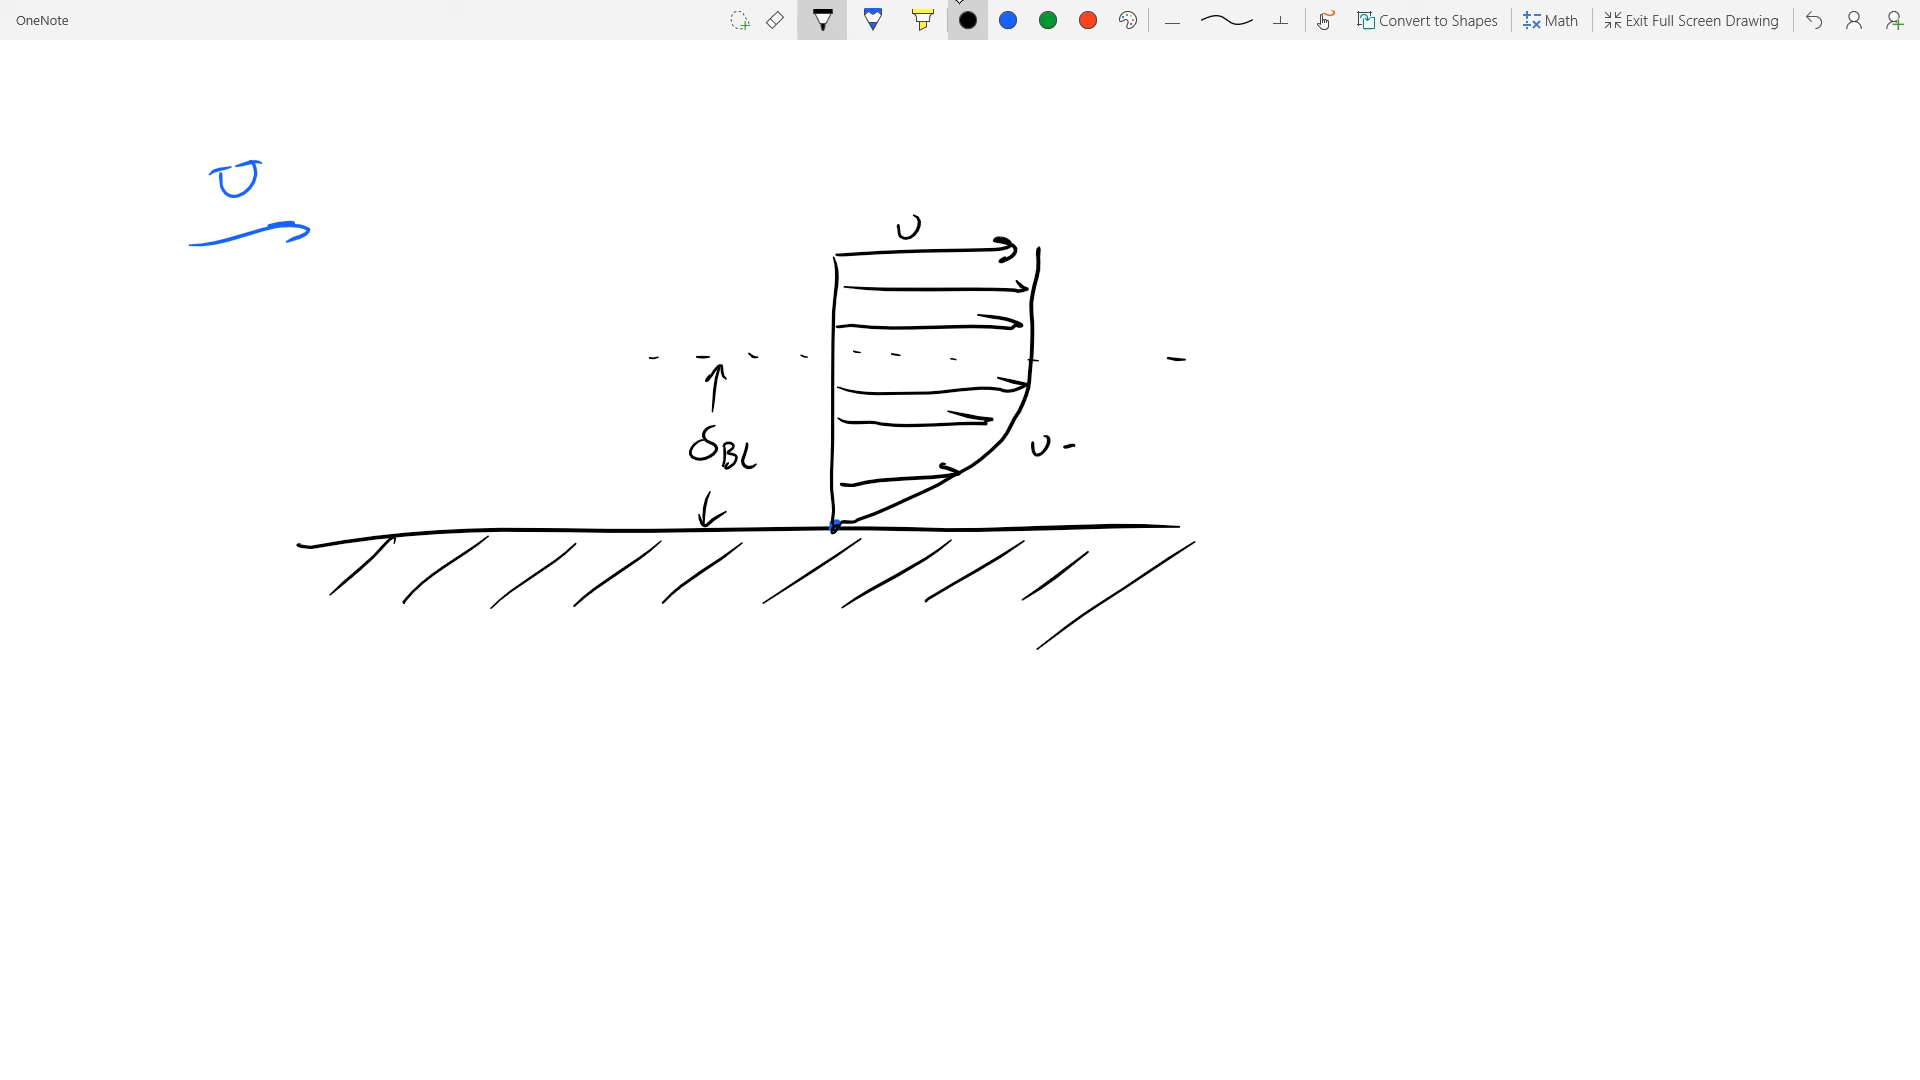 OneNote
Convert to Shapes
Math
Exit Full Screen Drawing
U
U
δBL
U -